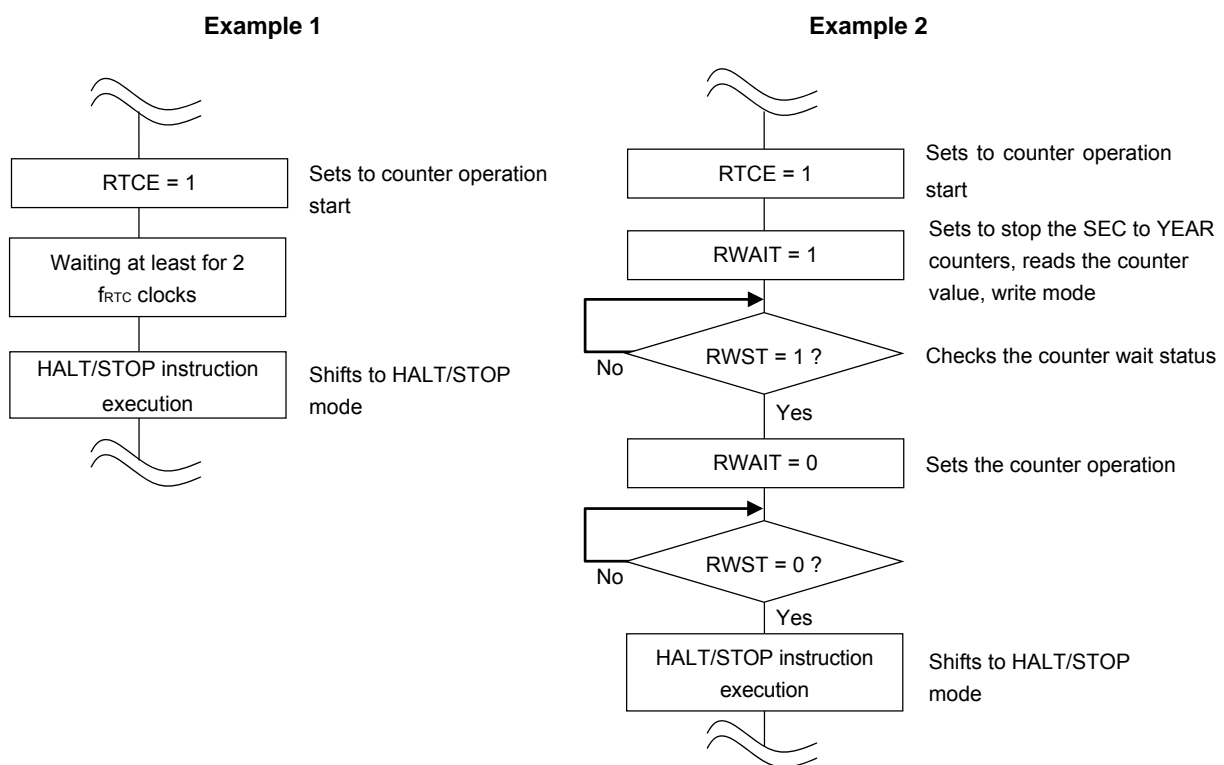 Example 1
RTCE = 1
Sets to counter operation
start
Waiting at least for 2
fRTC clocks
HALT/STOP instruction
execution
Shifts to HALT/STOP
mode
Example 2
RTCE = 1
Sets to counter operation
start
RWAIT = 1
Sets to stop the SEC to YEAR
counters, reads the counter
value, write mode
RWST = 1 ?
No
Checks the counter wait status
Yes
RWAIT = 0
Sets the counter operation
RWST = 0 ?
No
Yes
HALT/STOP instruction
execution
Shifts to HALT/STOP
mode